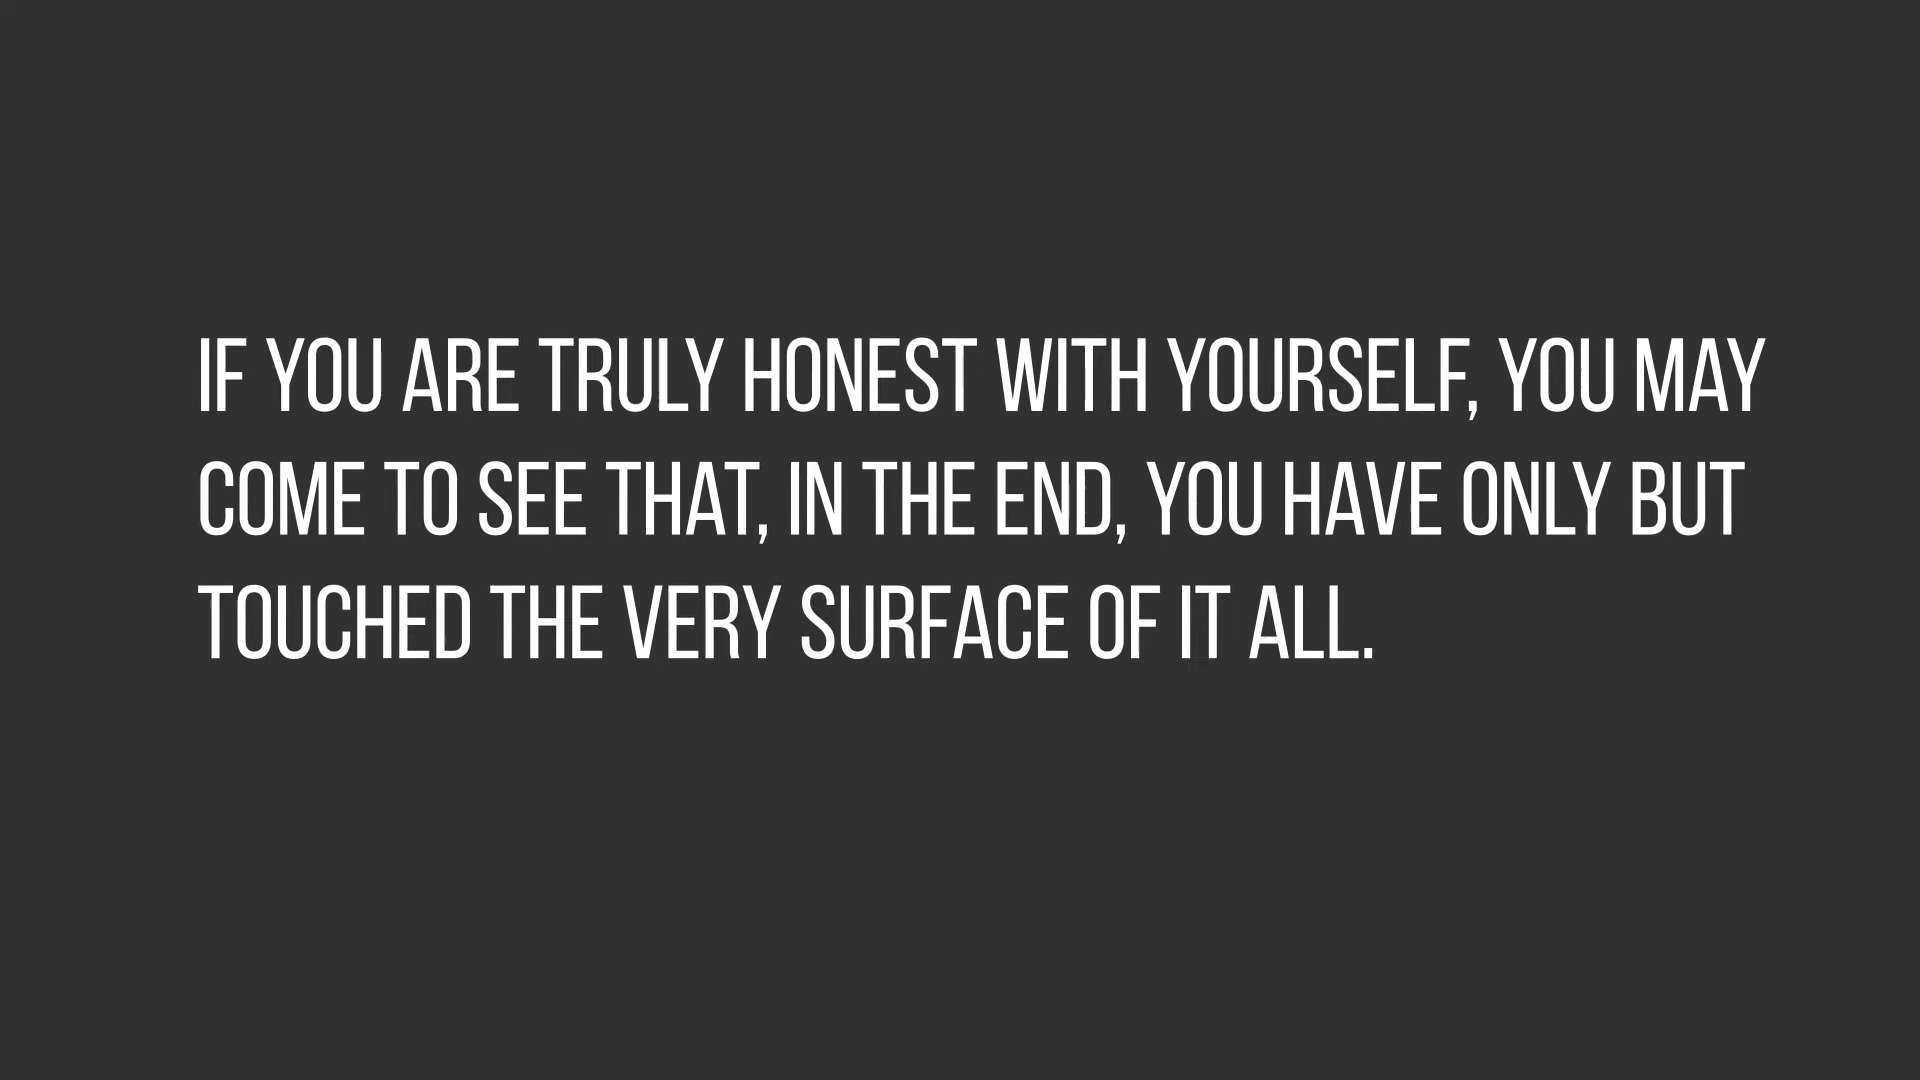 IF YOU ARE TRULY HONEST WITH YOURSELF, YOU MAY
COME TO SEE THAT, IN THE END, YOU HAVE ONLY BUT
TOUCHED THE VERY SURFACE OF IT ALL.